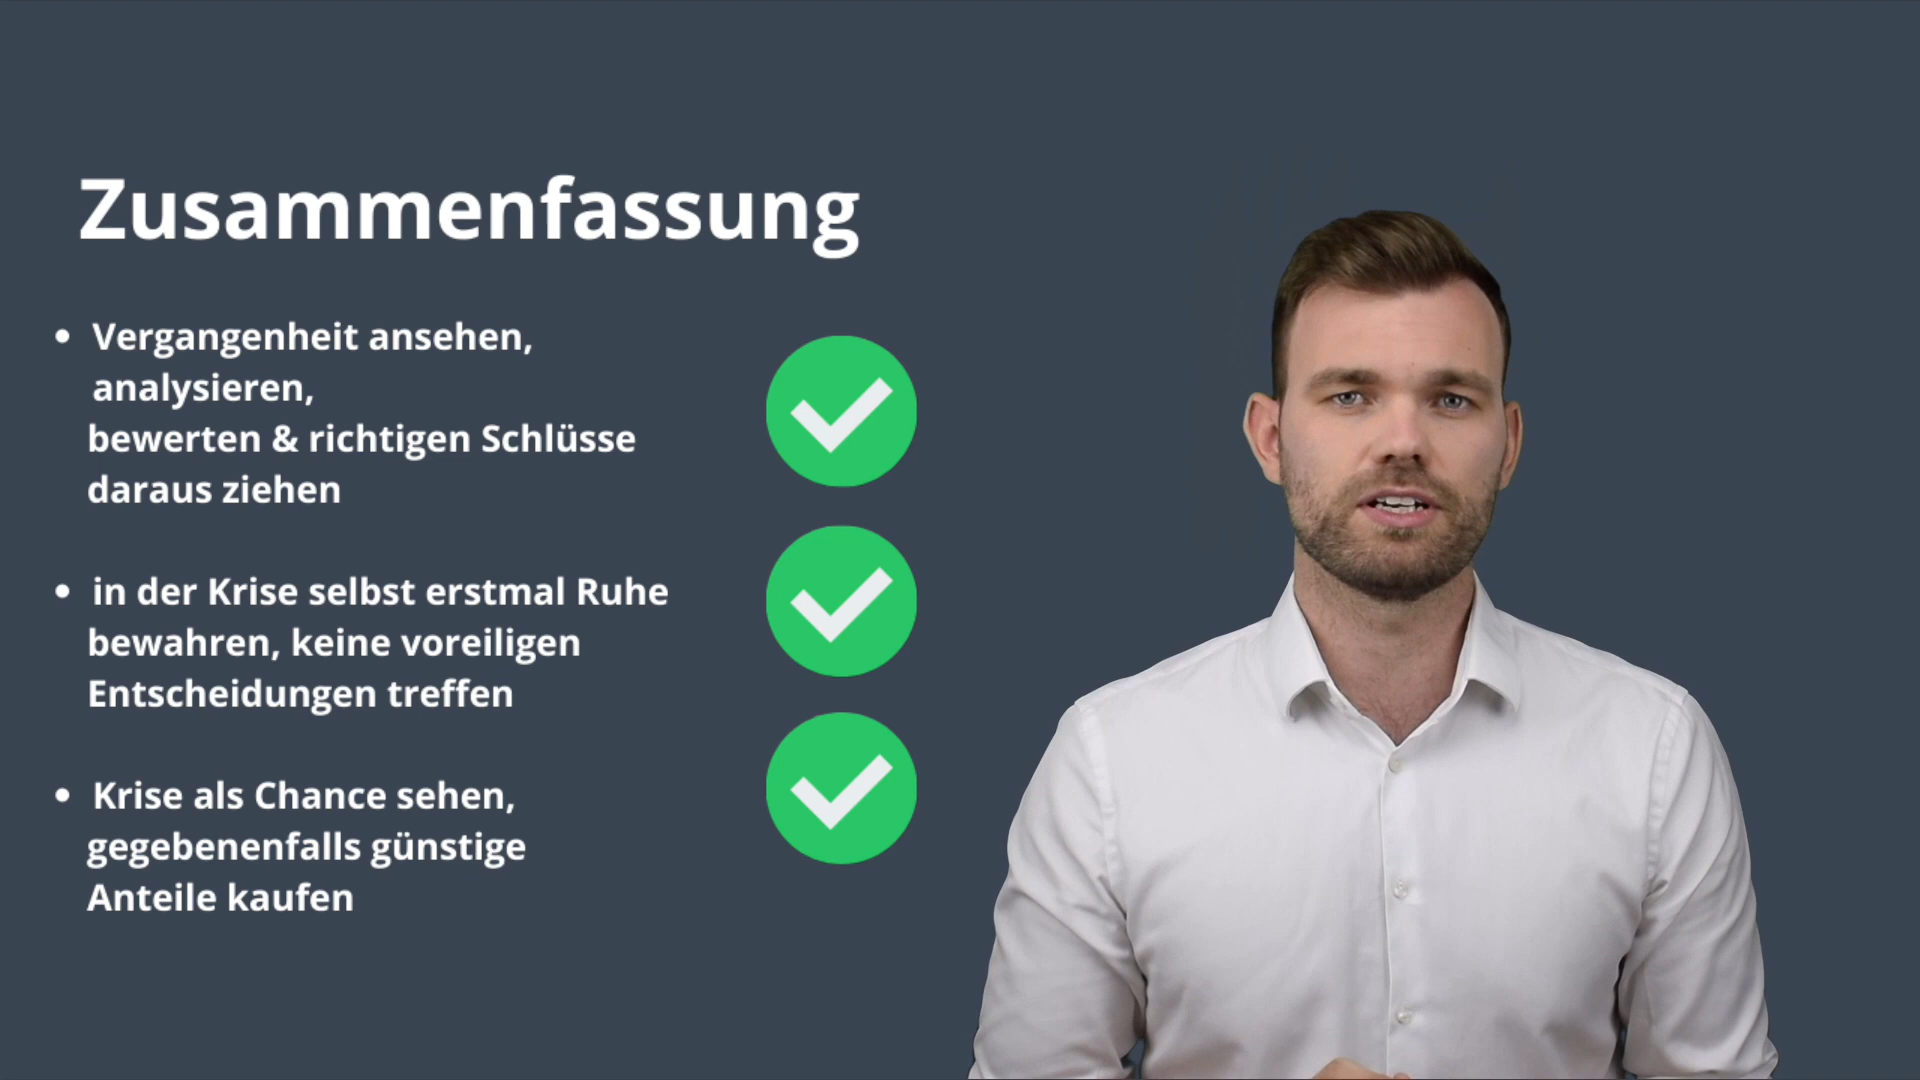 Zusammenfassung
• Vergangenheit ansehen,
analysieren,
bewerten & richtigen Schlüsse
daraus ziehen
• in der Krise selbst erstmal Ruhe
bewahren, keine voreiligen
Entscheidungen treffen
• Krise als Chance sehen,
gegebenenfalls günstige
Anteile kaufen